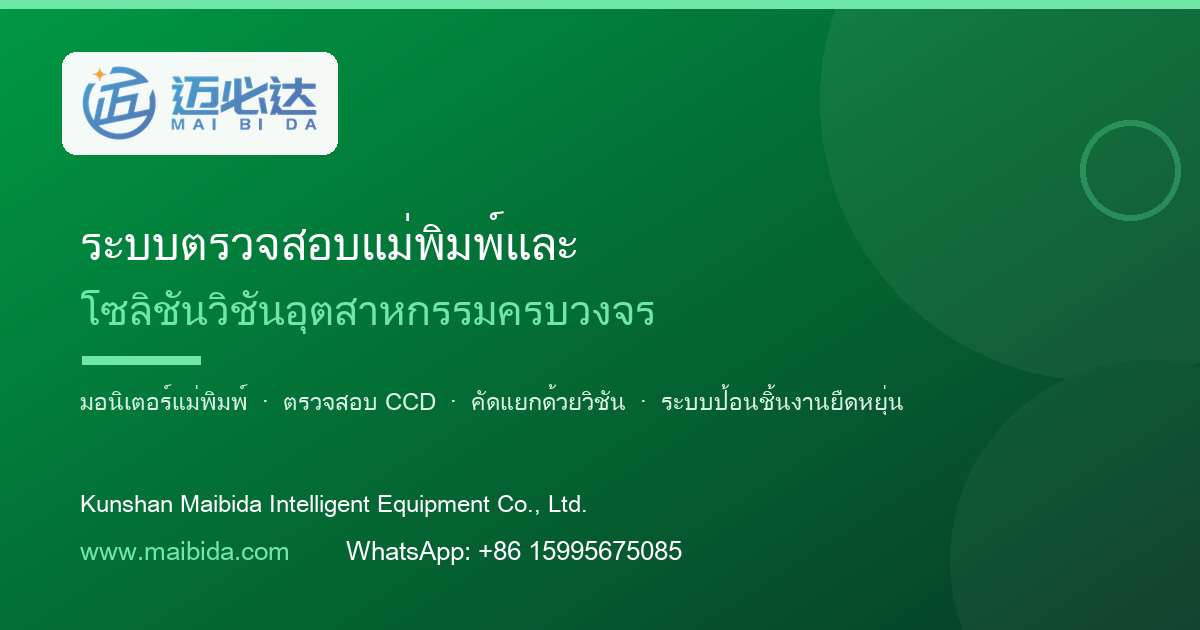 迈必达
MAI BI DA
ระบบตรวจสอบแม่พิมพ์และ
โซลิชันวิชันอุตสาหกรรมครบวงจร
มอนิเตอร์แม่พิมพ์ · ตรวจสอบ CCD · คัดแยกด้วยวิชัน · ระบบป้อนชิ้นงานยืดหยุ่น
Kunshan Maibida Intelligent Equipment Co., Ltd.
www.maibida.com WhatsApp: +86 15995675085